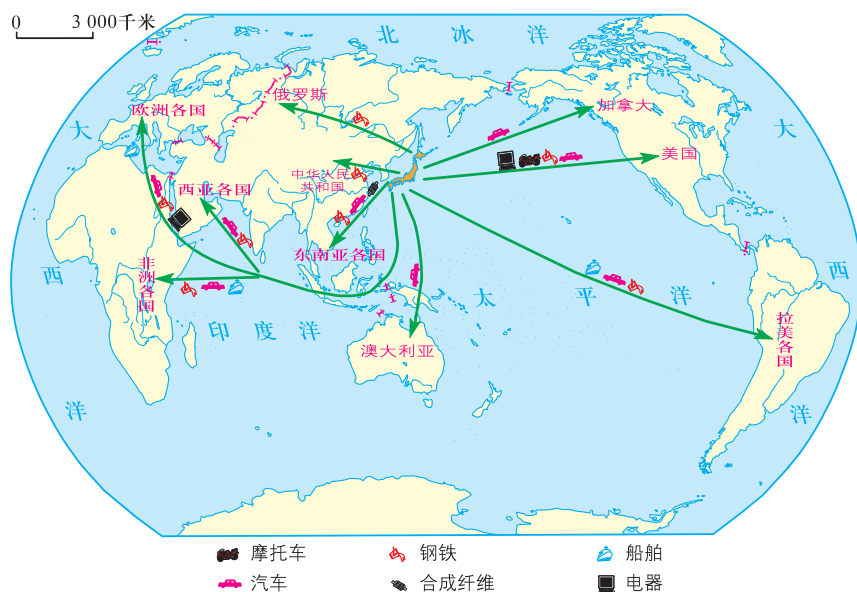 0 3 000千米
北冰洋
俄罗斯
欧洲各国
加拿大
大
大
美国
中华人民
共和国
西亚各国
东南亚各国
非洲各国
西
西
太平洋
印度洋
拉美各国
澳大利亚
洋
洋
摩托车
钢铁
船舶
汽车
合成纤维
电器